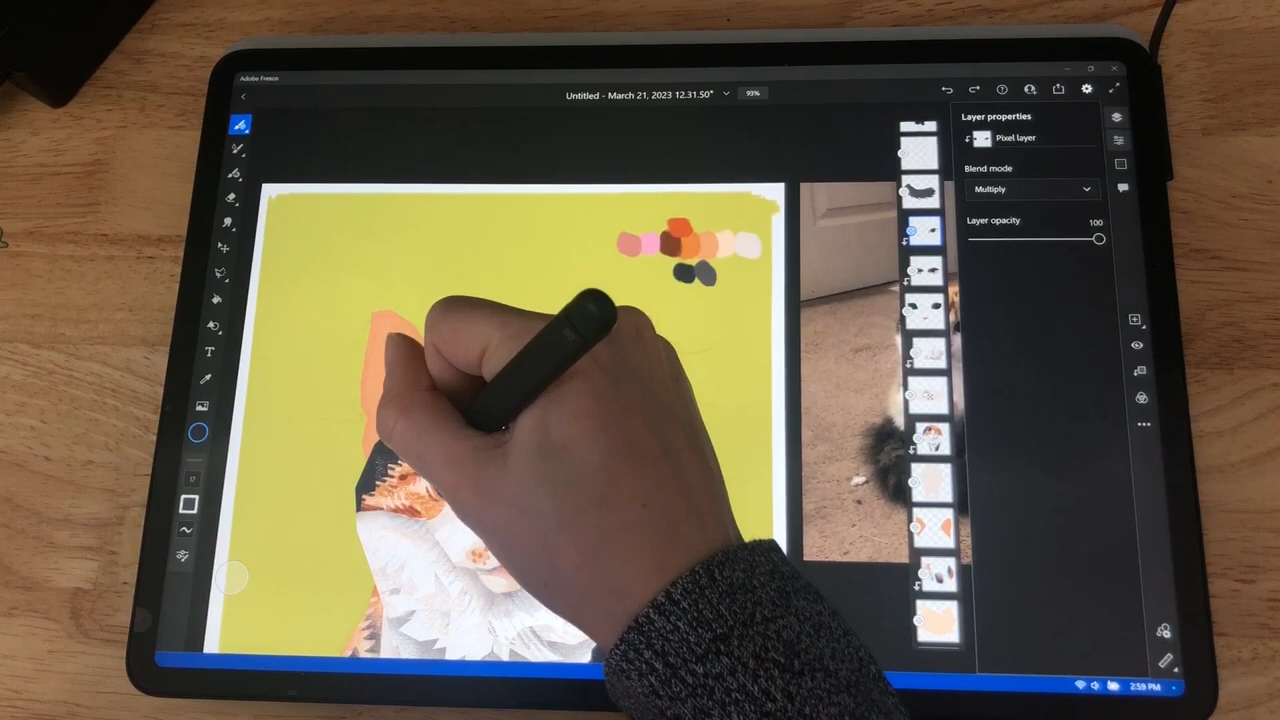 Adobe Fresco
Untitled - March 21, 2023 12.31.50*
93%
Layer properties
Pixel layer
Blend mode
Multiply
Layer opacity
100
T
17
2:59 PM